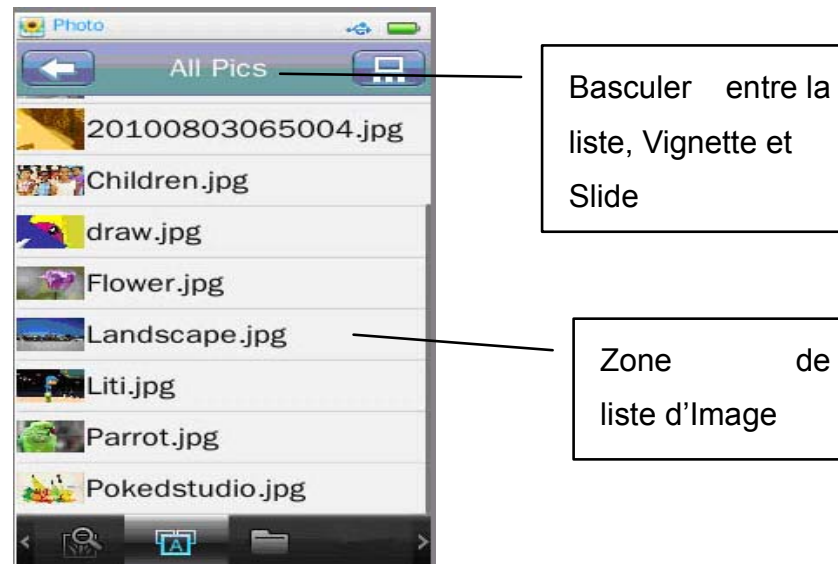 Photo
All Pics
20100803065004.jpg
Children.jpg
draw.jpg
Flower.jpg
Landscape.jpg
Liti.jpg
Parrot.jpg
Pokedstudio.jpg
A
Basculer entre la
liste, Vignette et
Slide
Zone de
liste d’Image